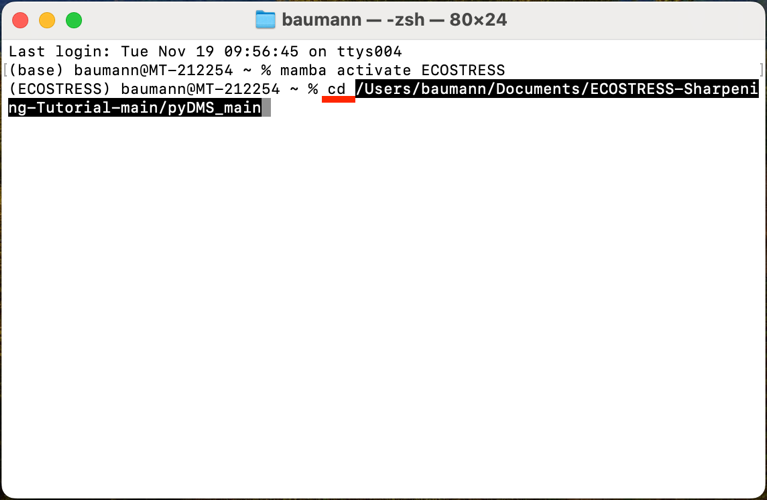 baumann — -zsh — 80×24
Last login: Tue Nov 19 09:56:45 on ttys004
[(base) baumann@MT-212254 ~ % mamba activate ECOSTRESS ]
(ECOSTRESS) baumann@MT-212254 ~ % cd /Users/baumann/Documents/ECOSTRESS-Sharpeni
ng-Tutorial-main/pyDMS_main